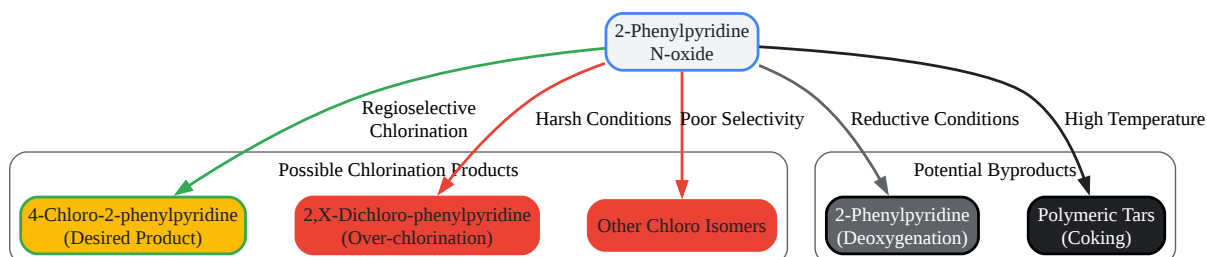 2-Phenylpyridine
N-oxide
Regioselective
Chlorination
Harsh Conditions
Poor Selectivity
Reductive Conditions
High Temperature
Possible Chlorination Products
Potential Byproducts
4-Chloro-2-phenylpyridine
(Desired Product)
2,X-Dichloro-phenylpyridine
(Over-chlorination)
Other Chloro Isomers
2-Phenylpyridine
(Deoxygenation)
Polymeric Tars
(Coking)